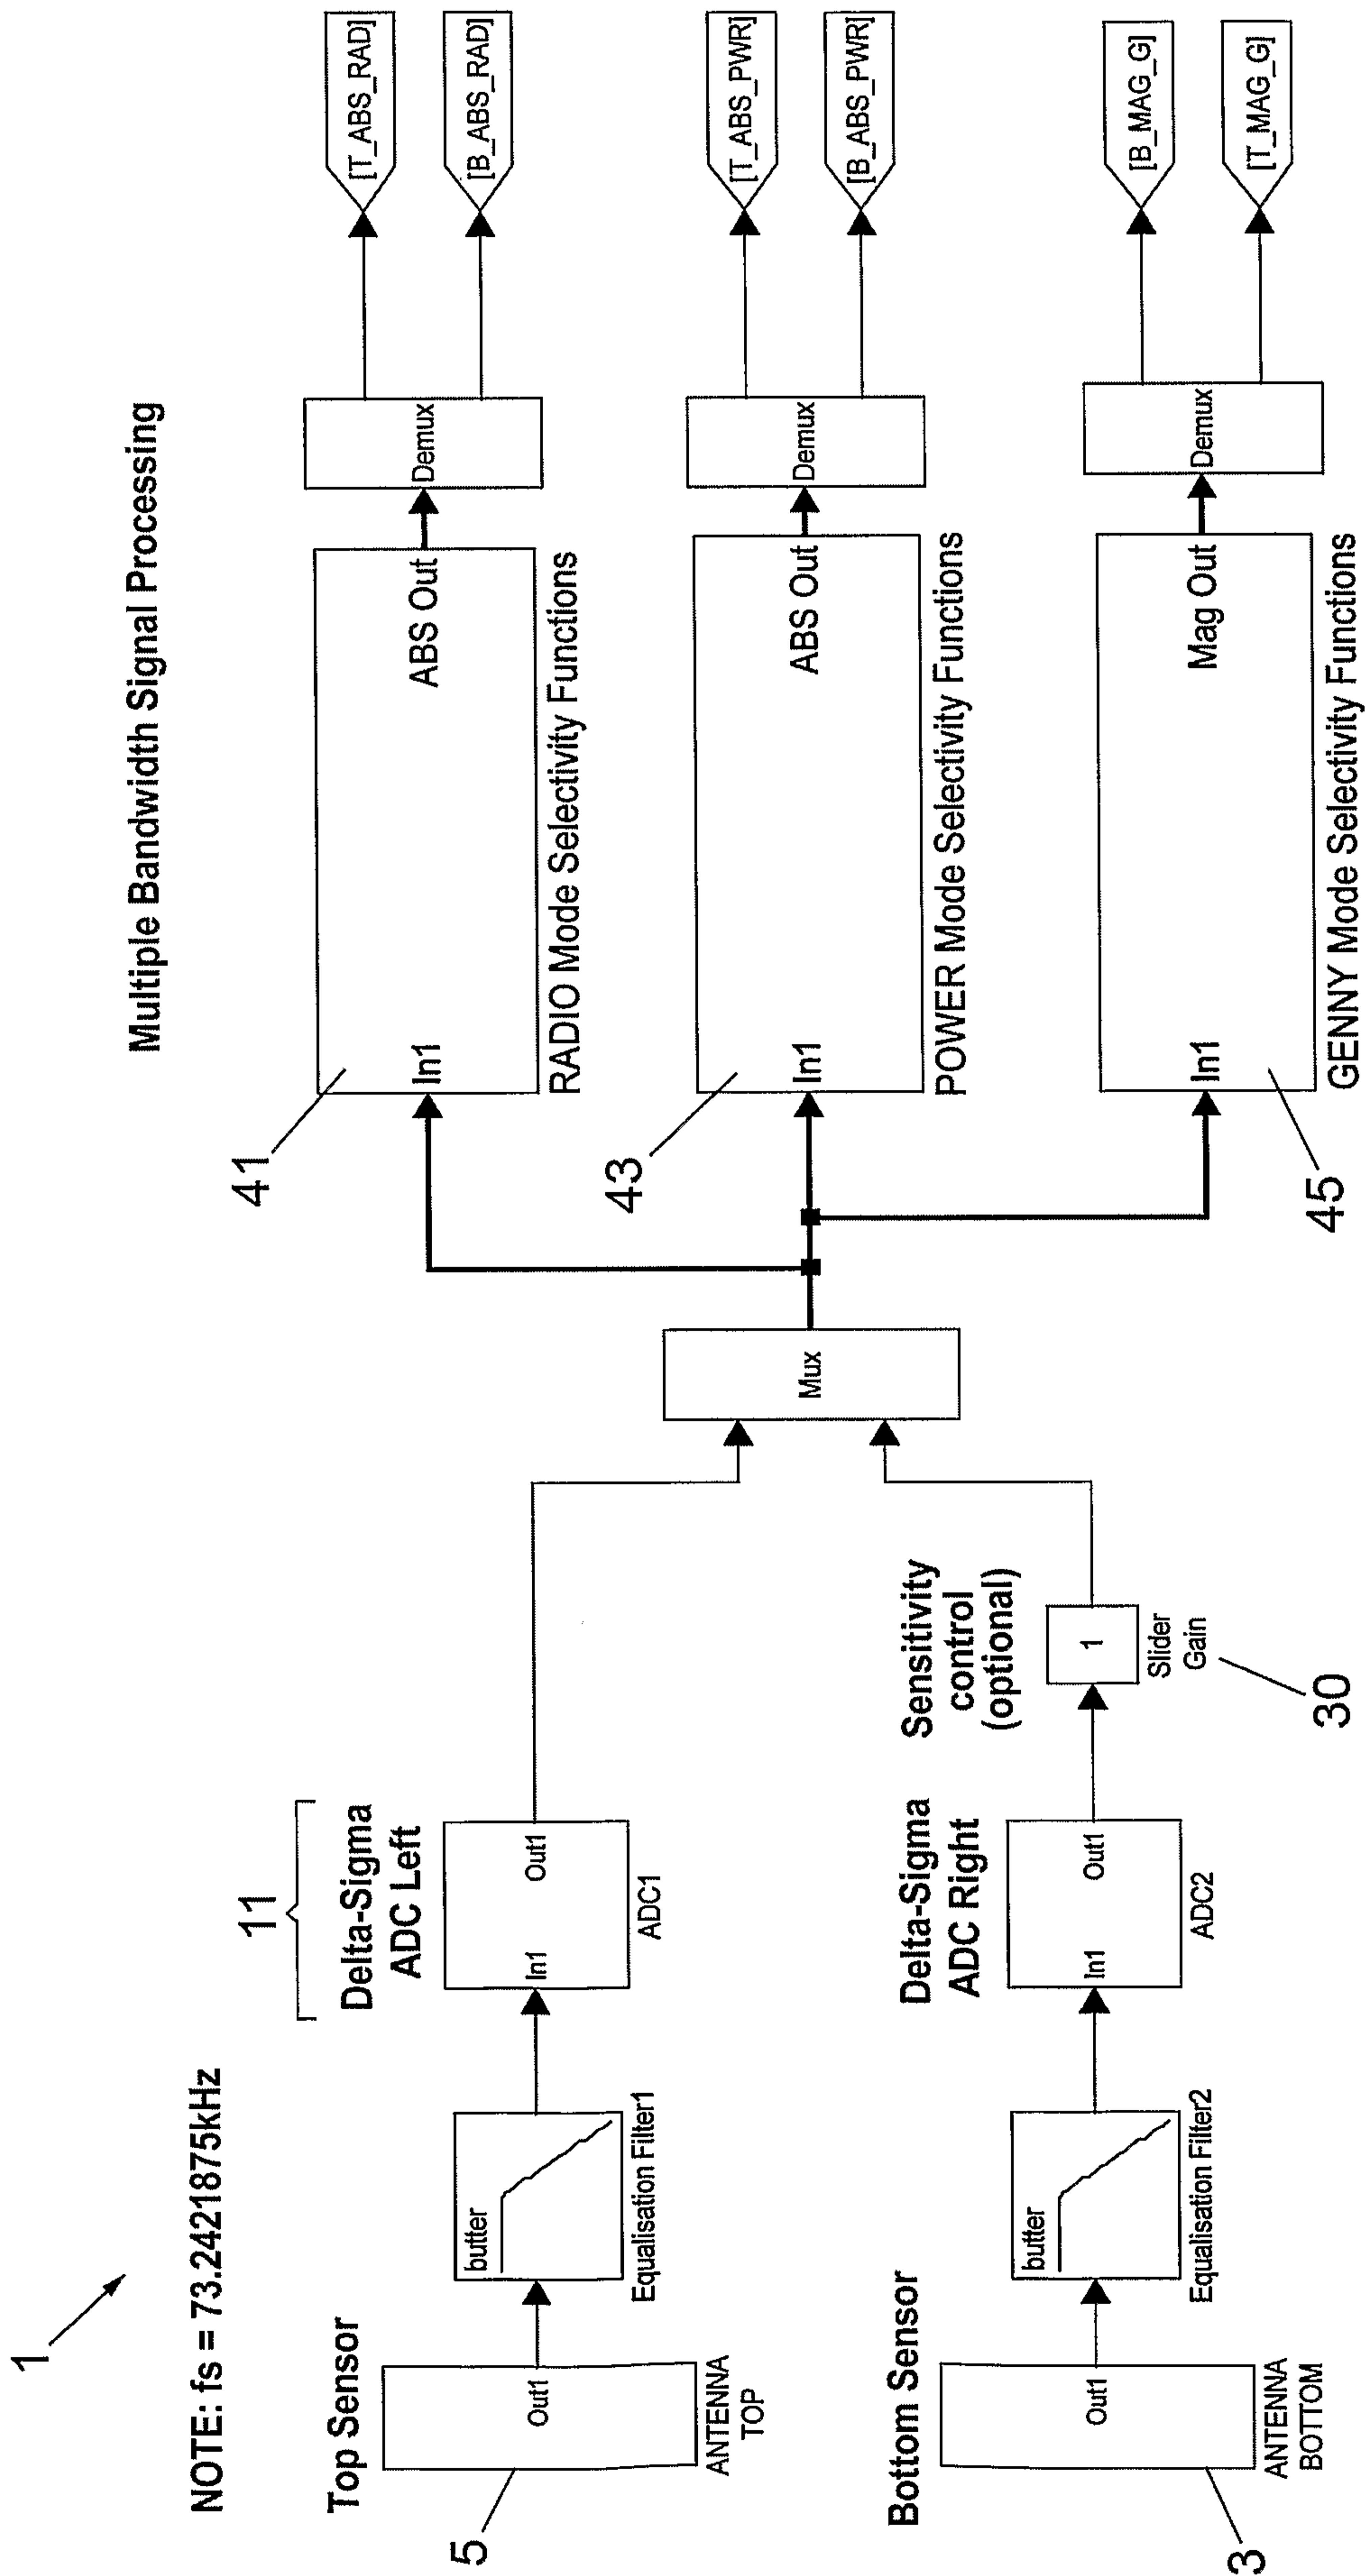 1
NOTE: fs = 73.2421875kHz
Multiple Bandwidth Signal Processing
Top Sensor
Out1
ANTENNA
TOP
5
butter
Equalisation Filter1
11
Delta-Sigma
ADC Left
In1
Out1
ADC1
Bottom Sensor
Out1
ANTENNA
BOTTOM
3
butter
Equalisation Filter2
Delta-Sigma
ADC Right
In1
Out1
ADC2
Sensitivity
control
(optional)
1
Slider
Gain
30
Mux
41
In1
ABS Out
RADIO Mode Selectivity Functions
Demux
[T_ABS_RAD]
[B_ABS_RAD]
43
In1
ABS Out
POWER Mode Selectivity Functions
Demux
[T_ABS_PWR]
[B_ABS_PWR]
45
In1
Mag Out
GENNY Mode Selectivity Functions
Demux
[B_MAG_G]
[T_MAG_G]